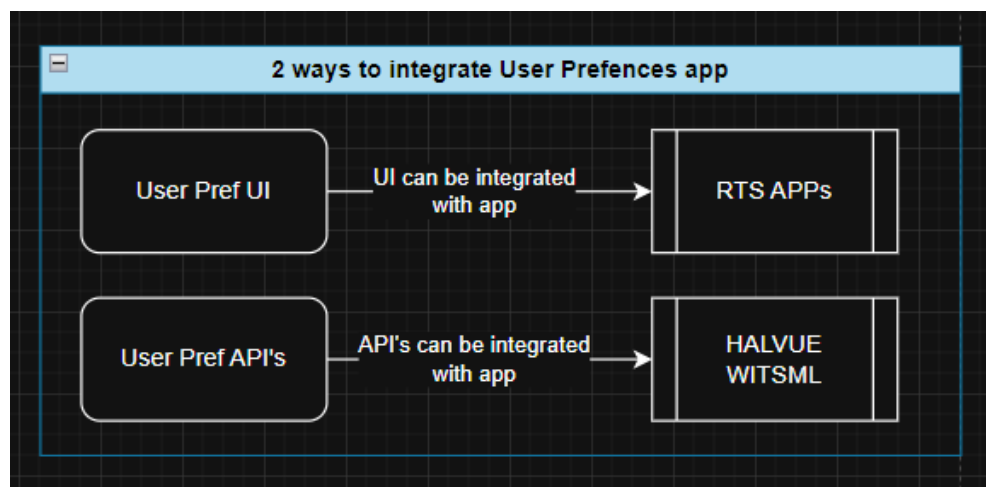 2 ways to integrate User Prefences app
User Pref UI
UI can be integrated
with app
RTS APPs
User Pref API's
API's can be integrated
with app
HALVUE
WITSML